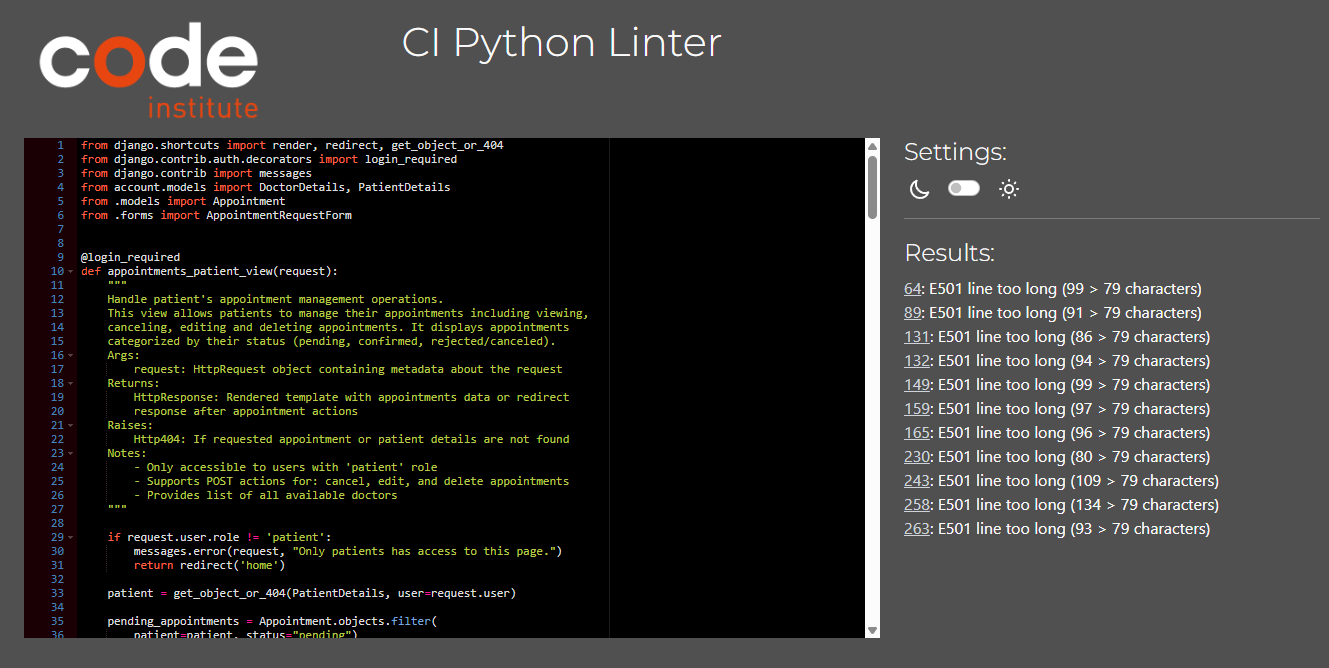 code
institute
CI Python Linter
1 from django.shortcuts import render, redirect, get_object_or_404
2 from django.contrib.auth.decorators import login_required
3 from django.contrib import messages
4 from account.models import DoctorDetails, PatientDetails
5 from .models import Appointment
6 from .forms import AppointmentRequestForm
7
8
9 @login_required
10 def appointments_patient_view(request):
11     """
12     Handle patient's appointment management operations.
13     This view allows patients to manage their appointments including viewing,
14     canceling, editing and deleting appointments. It displays appointments
15     categorized by their status (pending, confirmed, rejected/canceled).
16     Args:
17         request: HttpRequest object containing metadata about the request
18     Returns:
19         HttpResponse: Rendered template with appointments data or redirect
20         response after appointment actions
21     Raises:
22         Http404: If requested appointment or patient details are not found
23     Notes:
24         - Only accessible to users with 'patient' role
25         - Supports POST actions for: cancel, edit, and delete appointments
26         - Provides list of all available doctors
27     """
28
29     if request.user.role != 'patient':
30         messages.error(request, "Only patients has access to this page.")
31         return redirect('home')
32
33     patient = get_object_or_404(PatientDetails, user=request.user)
34
35     pending_appointments = Appointment.objects.filter(
36         patient=patient, status="pending")
Settings:
Results:
64: E501 line too long (99 > 79 characters)
89: E501 line too long (91 > 79 characters)
131: E501 line too long (86 > 79 characters)
132: E501 line too long (94 > 79 characters)
149: E501 line too long (99 > 79 characters)
159: E501 line too long (97 > 79 characters)
165: E501 line too long (96 > 79 characters)
230: E501 line too long (80 > 79 characters)
243: E501 line too long (109 > 79 characters)
258: E501 line too long (134 > 79 characters)
263: E501 line too long (93 > 79 characters)